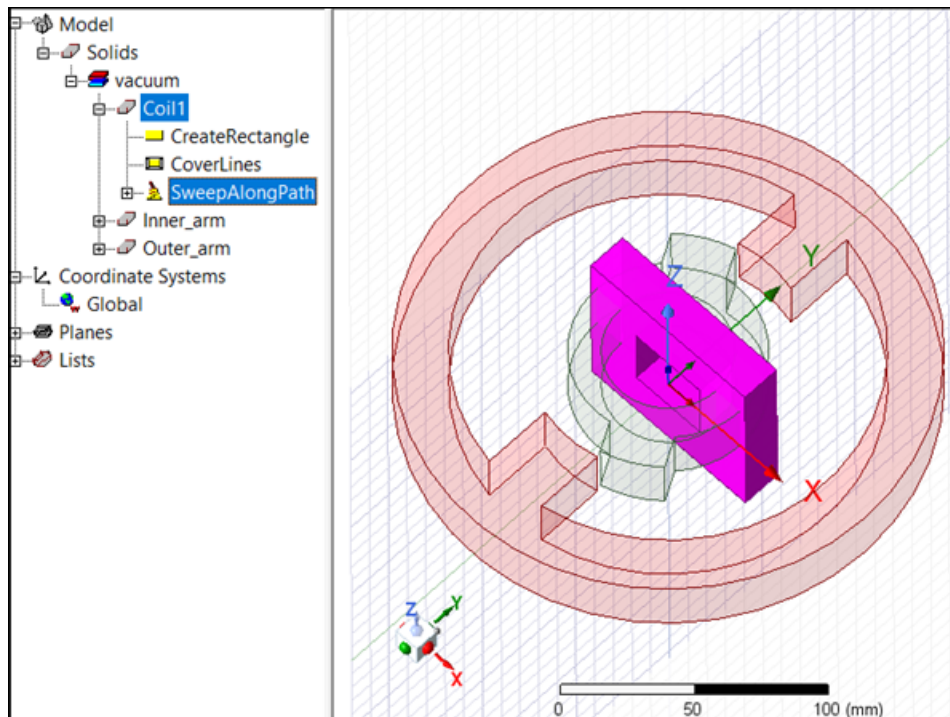 Model
Solids
vacuum
Coil1
CreateRectangle
CoverLines
SweepAlongPath
Inner_arm
Outer_arm
Coordinate Systems
Global
Planes
Lists
Z
Y
X
Z
Y
X
0 50 100 (mm)